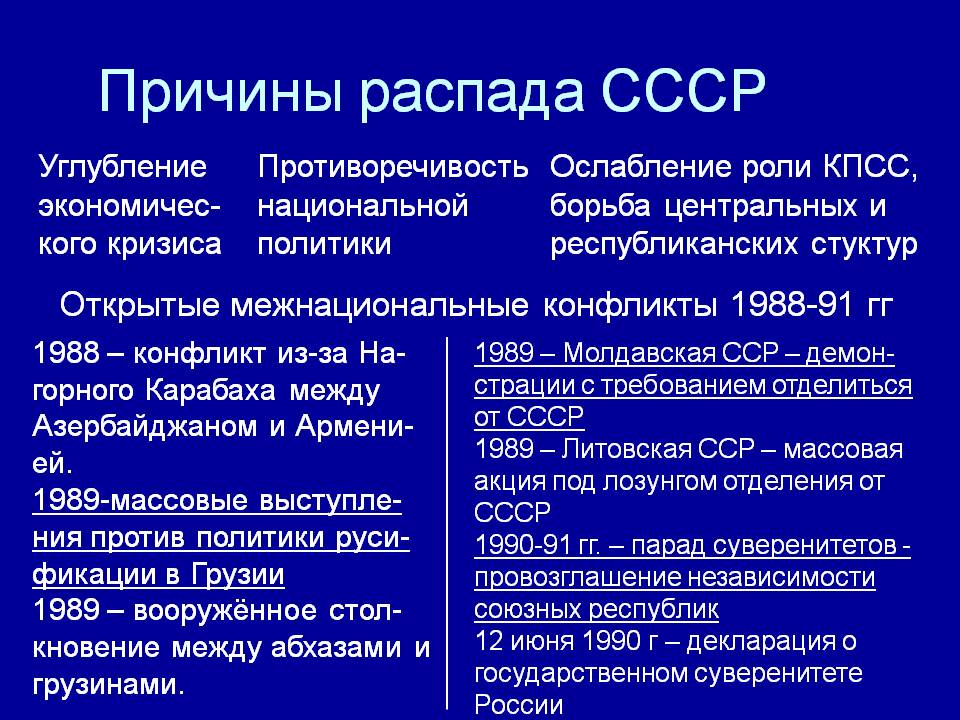 Причины распада СССР
Углубление
экономичес-
кого кризиса
Противоречивость
национальной
политики
Ослабление роли КПСС,
борьба центральных и
республиканских стуктур
Открытые межнациональные конфликты 1988-91 гг
1988 – конфликт из-за На-
горного Карабаха между
Азербайджаном и Армени-
ей.
1989-массовые выступле-
ния против политики руси-
фикации в Грузии
1989 – вооружённое стол-
кновение между абхазами и
грузинами.
1989 – Молдавская ССР – демон-
страции с требованием отделиться
от СССР
1989 – Литовская ССР – массовая
акция под лозунгом отделения от
СССР
1990-91 гг. – парад суверенитетов -
провозглашение независимости
союзных республик
12 июня 1990 г – декларация о
государственном суверенитете
России